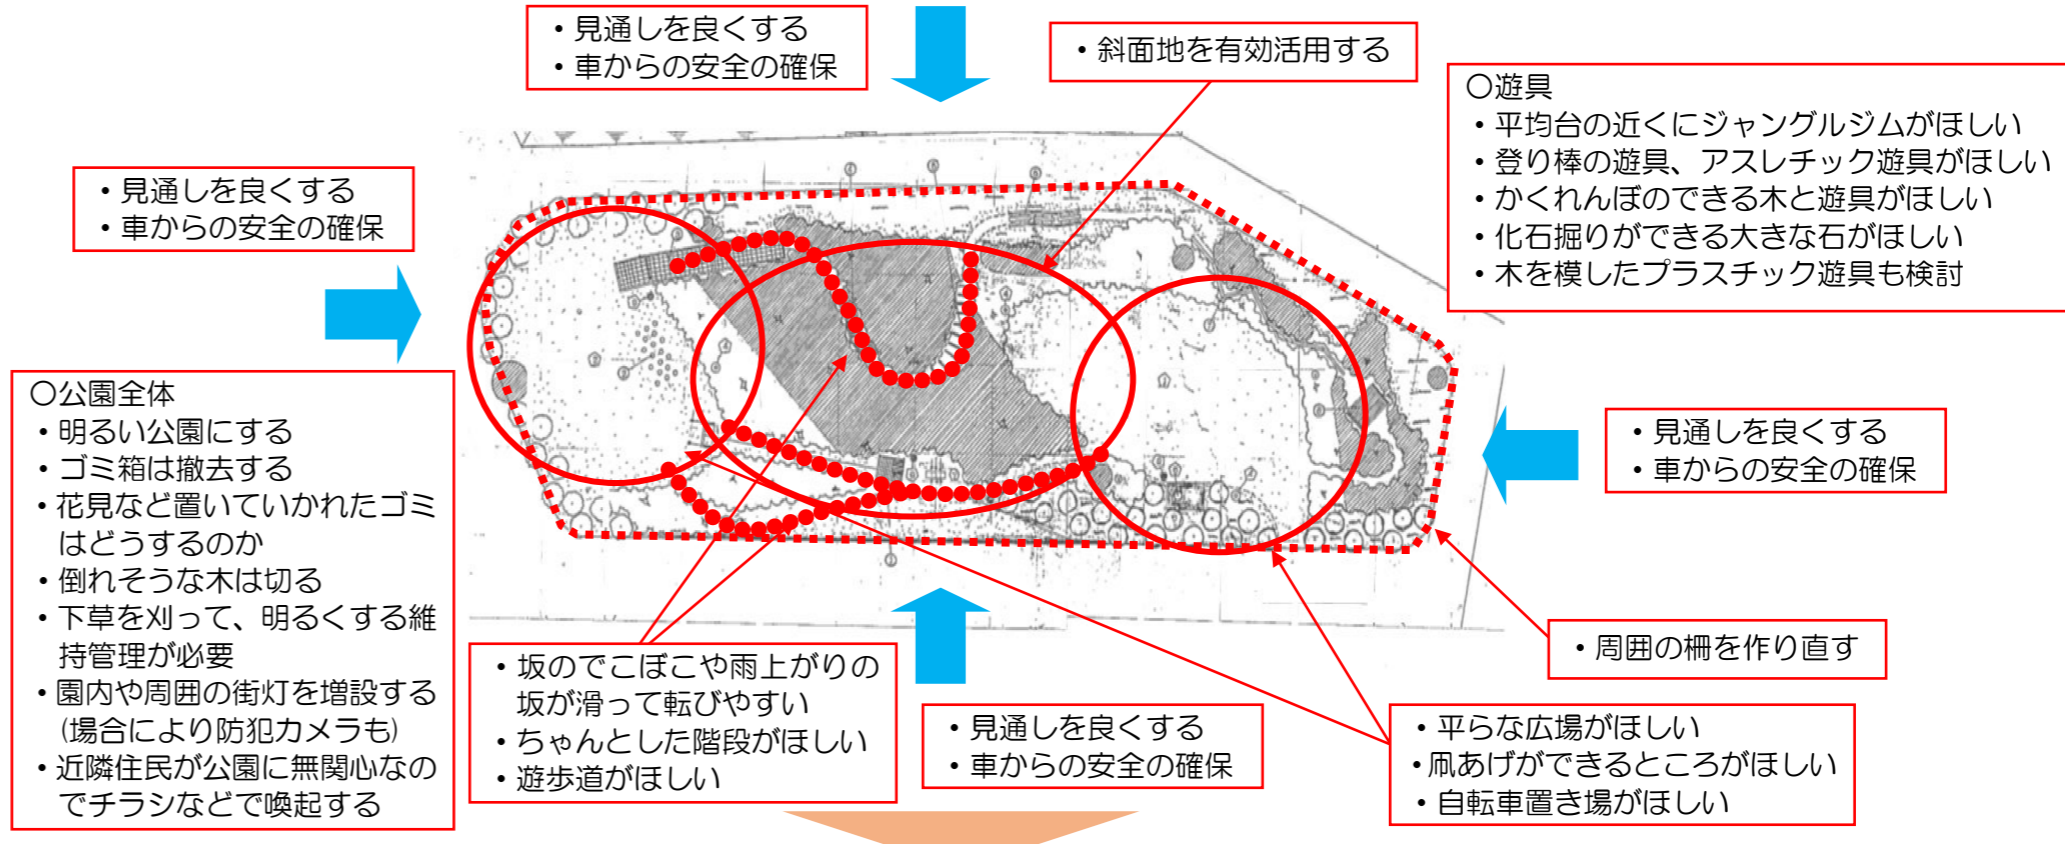 ・見通しを良くする
・車からの安全の確保
・斜面地を有効活用する
〇遊具
・平均台の近くにジャングルジムがほしい
・登り棒の遊具、アスレチック遊具がほしい
・かくれんぼのできる木と遊具がほしい
・化石掘りができる大きな石がほしい
・木を模したプラスチック遊具も検討
・見通しを良くする
・車からの安全の確保
〇公園全体
・明るい公園にする
・ゴミ箱は撤去する
・花見など置いていかれたゴミ
はどうするのか
・倒れそうな木は切る
・下草を刈って、明るくする維
持管理が必要
・園内や周囲の街灯を増設する
(場合により防犯カメラも)
・近隣住民が公園に無関心なの
でチラシなどで喚起する
・見通しを良くする
・車からの安全の確保
・周囲の柵を作り直す
・坂のでこぼこや雨上がりの
坂が滑って転びやすい
・ちゃんとした階段がほしい
・遊歩道がほしい
・見通しを良くする
・車からの安全の確保
・平らな広場がほしい
・凧あげができるところがほしい
・自転車置き場がほしい